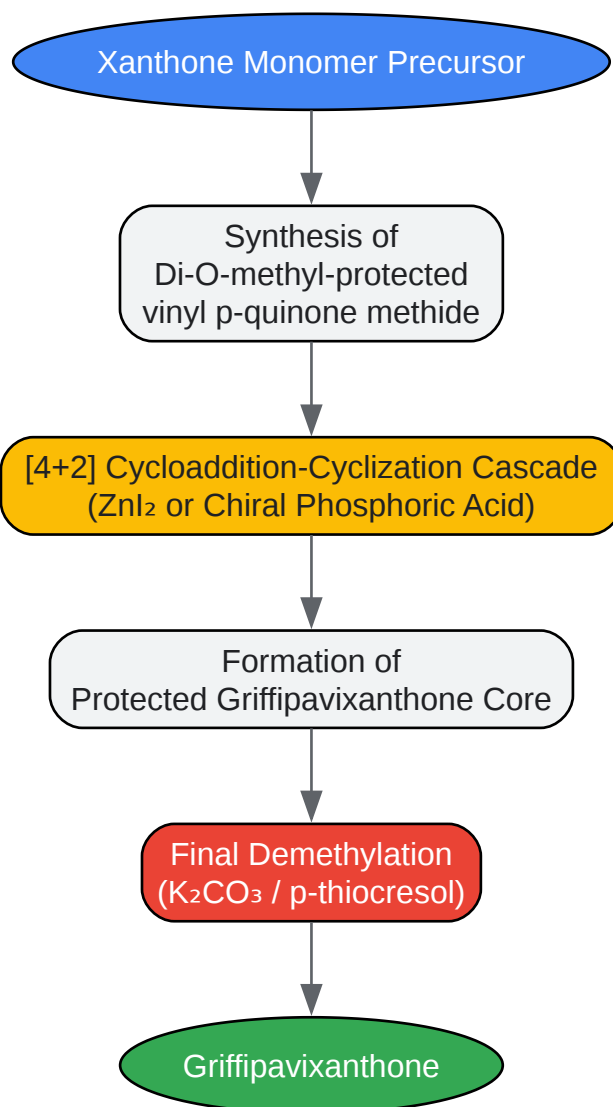 Xanthone Monomer Precursor
Synthesis of
Di-O-methyl-protected
vinyl p-quinone methide
[4+2] Cycloaddition-Cyclization Cascade
(ZnI₂ or Chiral Phosphoric Acid)
Formation of
Protected Griffipavixanthone Core
Final Demethylation
(K₂CO₃ / p-thiocresol)
Griffipavixanthone